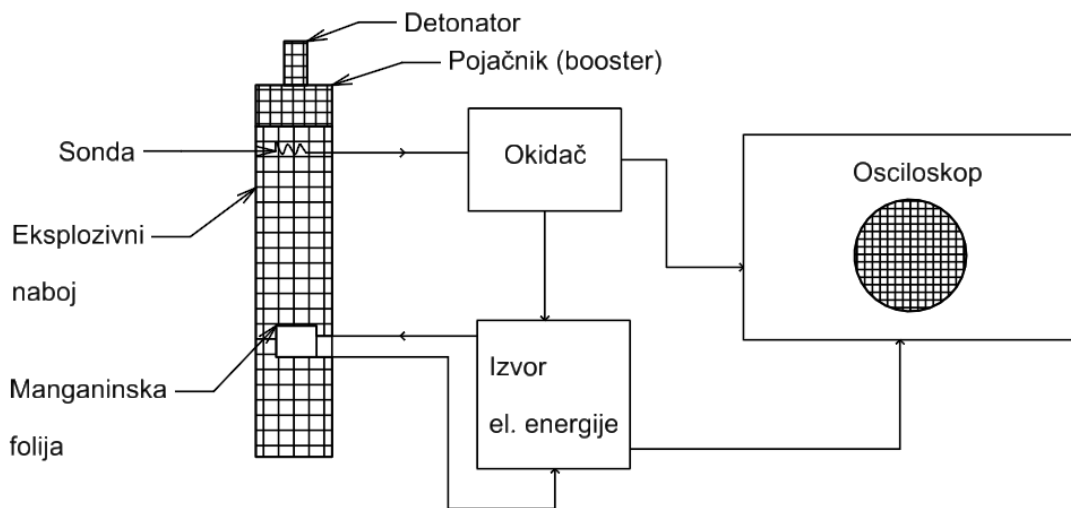 Detonator
Pojačnik (booster)
Sonda
Okidač
Osciloskop
Eksplozivni
naboj
Manganinska
folija
Izvor
el. energije